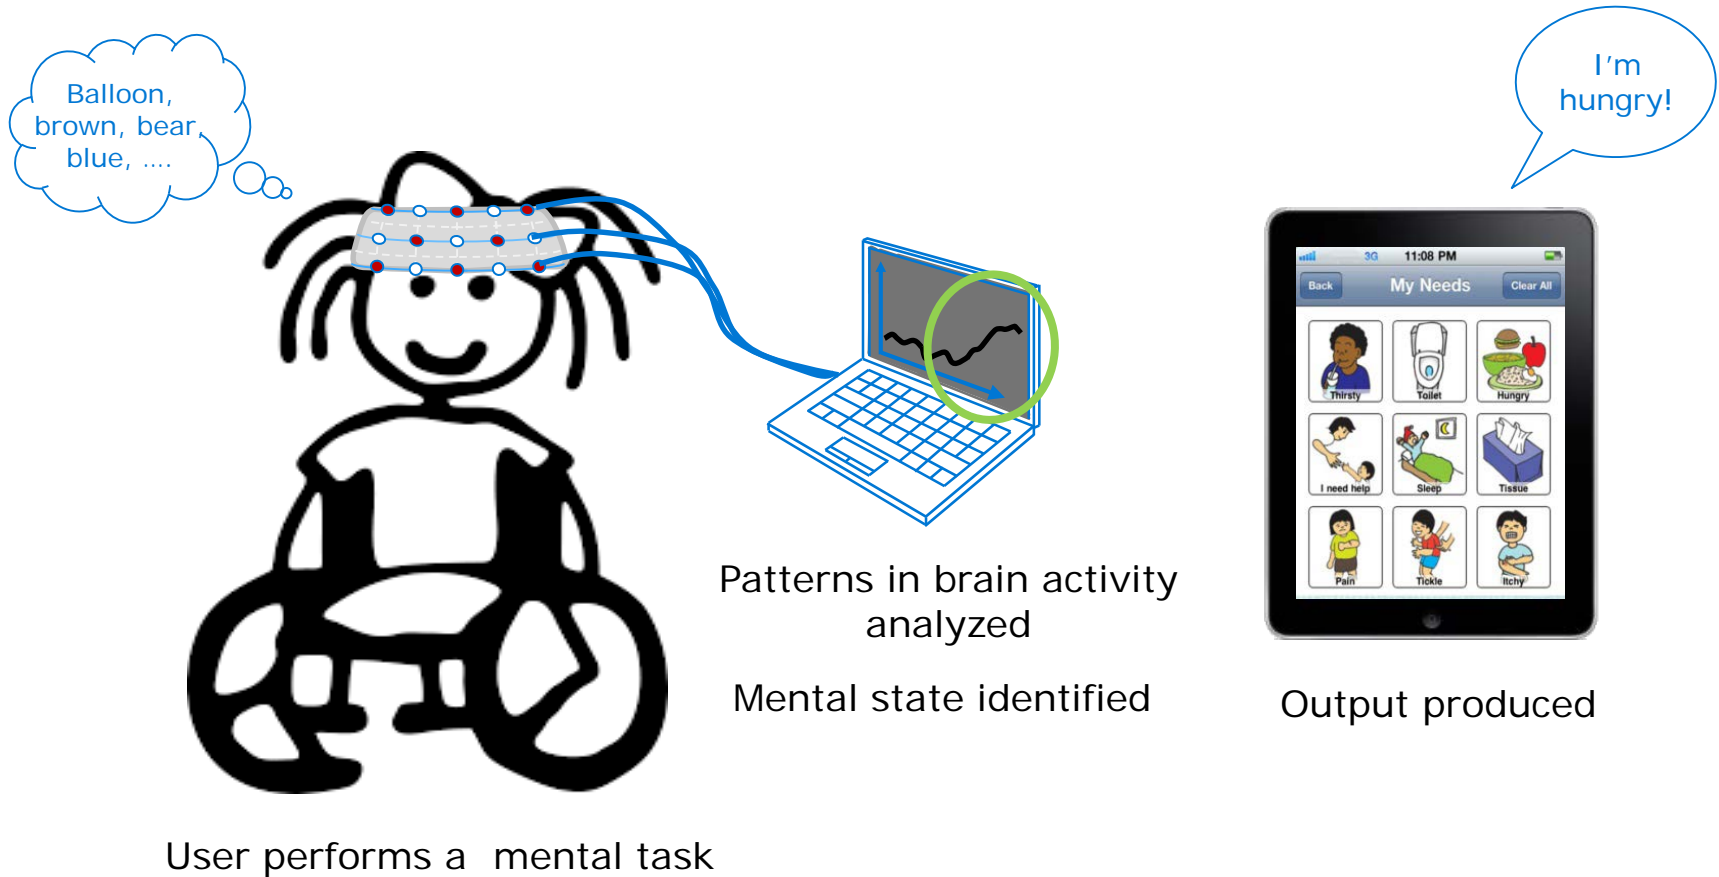 Balloon,
brown, bear,
blue, ....
I'm
hungry!
3G 11:08 PM
Back My Needs Clear All
Thirsty Toilet Hungry
I need help Sleep Tissue
Pain Tickle Itchy
Patterns in brain activity
analyzed
Mental state identified
Output produced
User performs a mental task